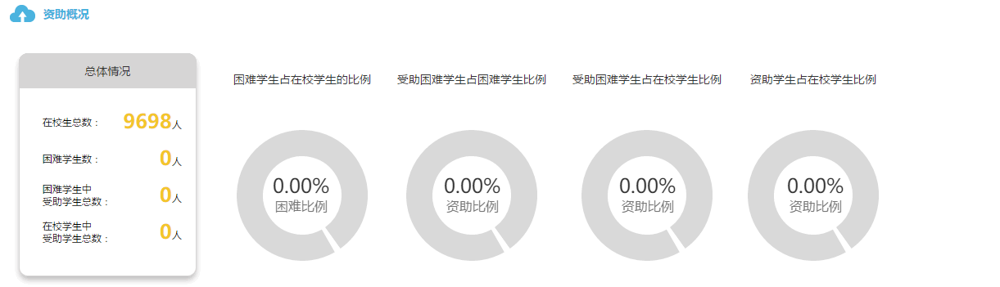 资助概况
总体情况
在校生总数： 9698人
困难学生数： 0人
困难学生中
受助学生总数： 0人
在校学生中
受助学生总数： 0人
困难学生占在校学生的比例
0.00%
困难比例
受助困难学生占困难学生比例
0.00%
资助比例
受助困难学生占在校学生比例
0.00%
资助比例
资助学生占在校学生比例
0.00%
资助比例